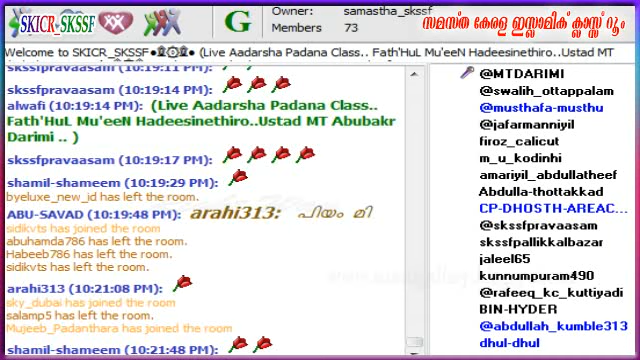 SKICR_SKSSF
G
Owner: samastha_skssf
Members 73
സമസ്ത കേരള ഇസ്ലാമിക് ക്ലാസ്സ് റൂം
Welcome to SKICR_SKSSF (Live Aadarsha Padana Class.. Fath'HuL Mu'eeN Hadeesinethiro..Ustad MT
skssfpravaasam (10:19:11 PM):
skssfpravaasam (10:19:14 PM):
alwafi (10:19:14 PM): (Live Aadarsha Padana Class..
Fath'HuL Mu'eeN Hadeesinethiro..Ustad MT Abubakr
Darimi .. )
skssfpravaasam (10:19:17 PM):
shamil-shameem (10:19:29 PM):
byeluxe_new_id has left the room.
ABU-SAVAD (10:19:48 PM): arahi313: പിയം മി
sidikvts has joined the room
abuhamda786 has left the room.
Habeeb786 has left the room.
sidikvts has left the room.
arahi313 (10:21:08 PM):
sky_dubai has joined the room
salamp5 has left the room.
Mujeeb_Padanthara has joined the room
shamil-shameem (10:21:48 PM):
@MTDARIMI
@swalih_ottappalam
@musthafa-musthu
@jafarmanniyil
firoz_calicut
m_u_kodinhi
amariyil_abdullatheef
Abdulla-thottakkad
CP-DHOSTH-AREAC...
@skssfpravaasam
skssfpallikkalbazar
jaleel65
kunnumpuram490
@rafeeq_kc_kuttiyadi
BIN-HYDER
@abdullah_kumble313
dhul-dhul